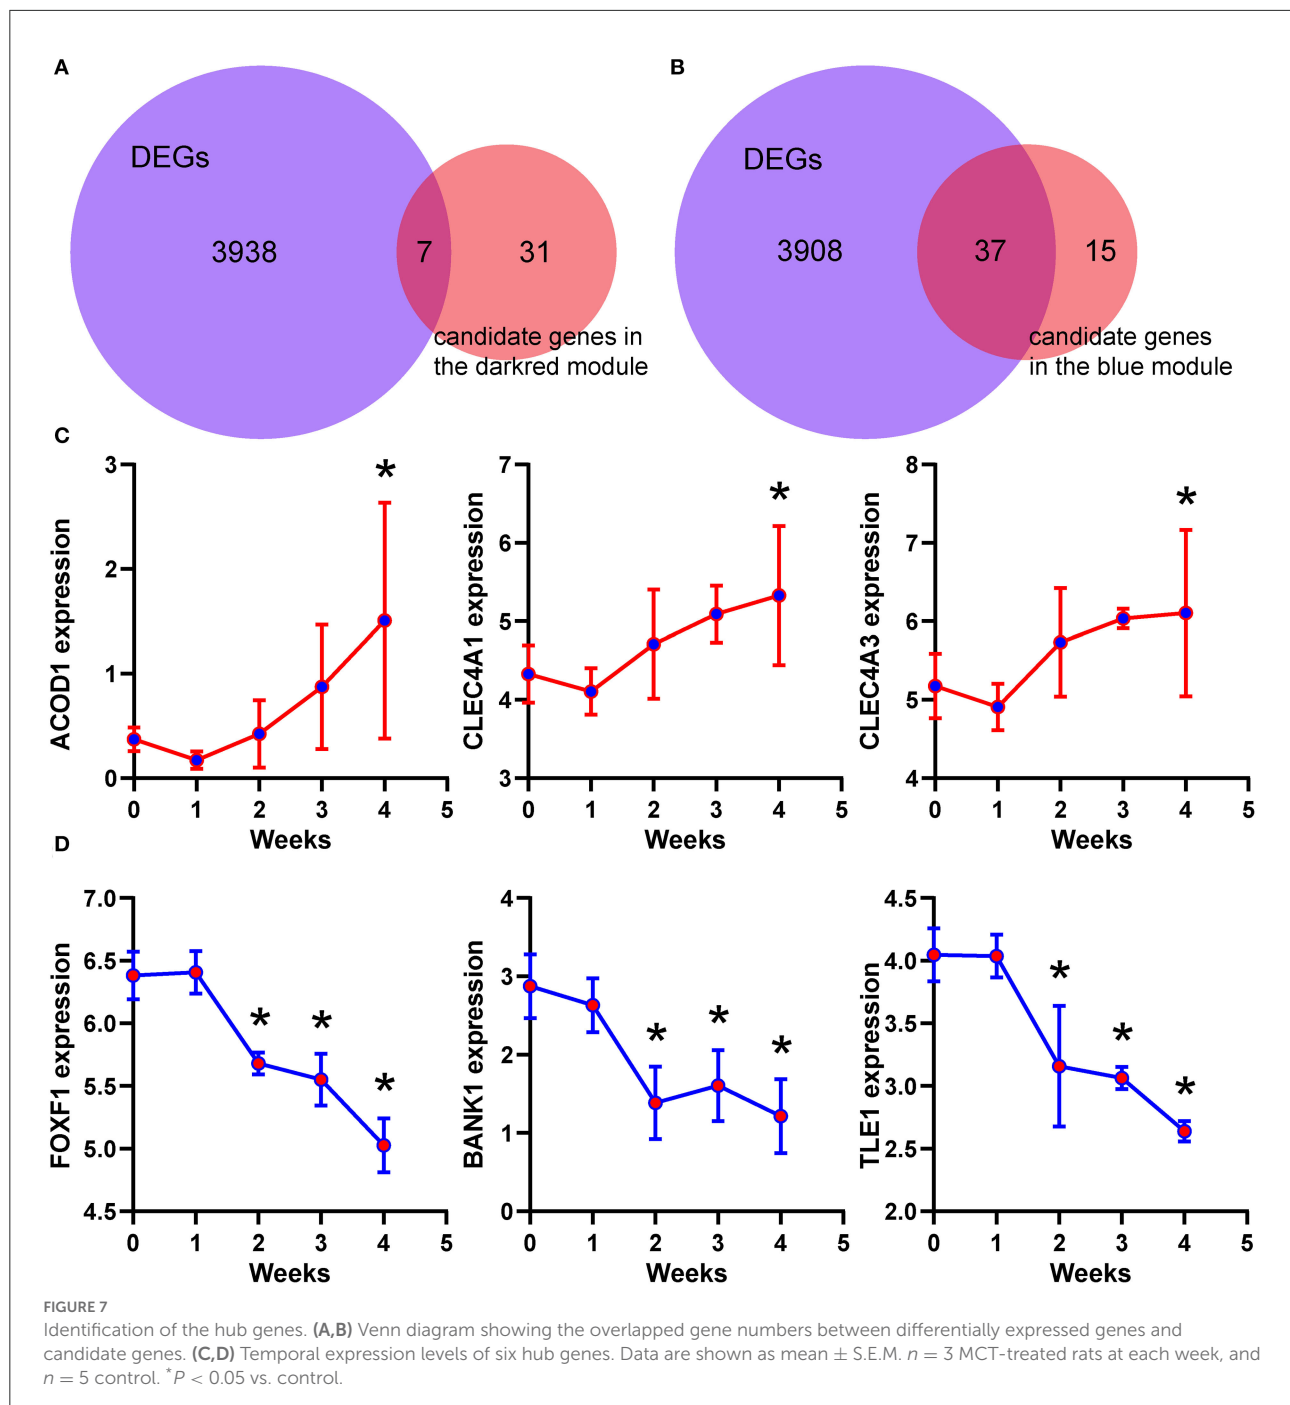 A
DEGs
3938
7
31
candidate genes in
the darkred module
B
DEGs
3908
37
15
candidate genes
in the blue module
C
ACOD1 expression
3
2
1
0
*
0 1 2 3 4 5
Weeks
CLEC4A1 expression
7
6
5
4
3
*
0 1 2 3 4 5
Weeks
CLEC4A3 expression
8
7
6
5
4
*
0 1 2 3 4 5
Weeks
D
FOXF1 expression
7.0
6.5
6.0
5.5
5.0
4.5
* * *
0 1 2 3 4 5
Weeks
BANK1 expression
4
3
2
1
0
* * *
0 1 2 3 4 5
Weeks
TLE1 expression
4.5
4.0
3.5
3.0
2.5
2.0
* * *
0 1 2 3 4 5
Weeks
FIGURE 7
Identification of the hub genes. (A,B) Venn diagram showing the overlapped gene numbers between differentially expressed genes and
candidate genes. (C,D) Temporal expression levels of six hub genes. Data are shown as mean ± S.E.M. n = 3 MCT-treated rats at each week, and
n = 5 control. *P < 0.05 vs. control.